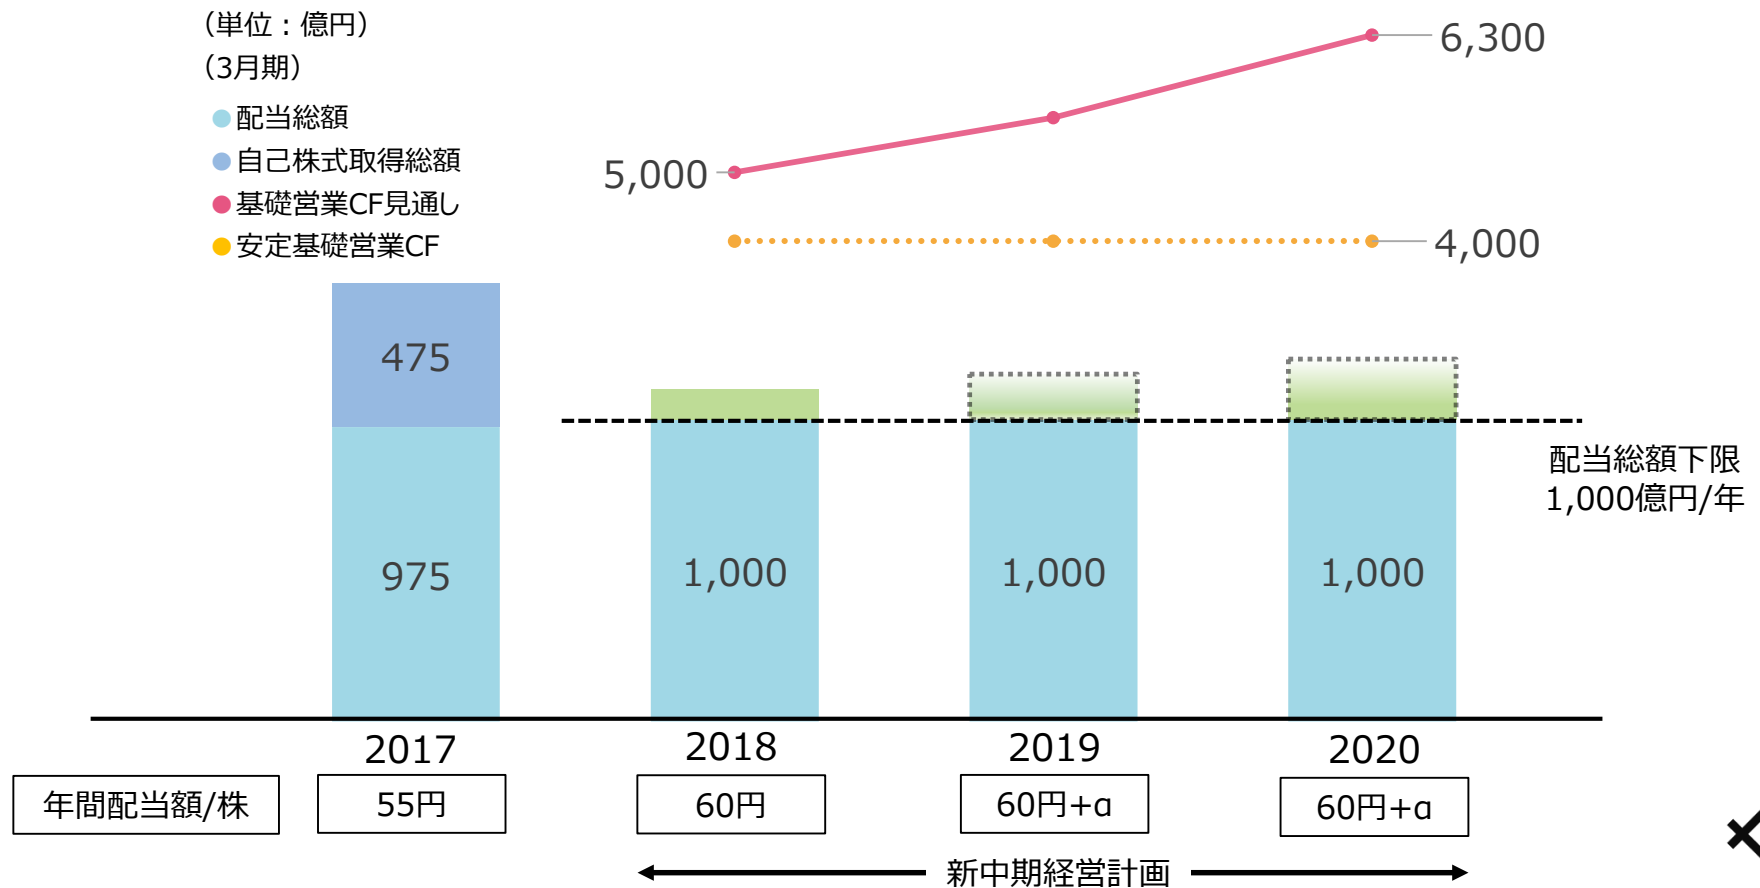 （単位：億円）
（3月期）
配当総額
自己株式取得総額
基礎営業CF見通し
安定基礎営業CF
6,300
5,000
4,000
475
975
1,000
1,000
1,000
配当総額下限
1,000億円/年
2017
2018
2019
2020
年間配当額/株
55円
60円
60円+α
60円+α
新中期経営計画